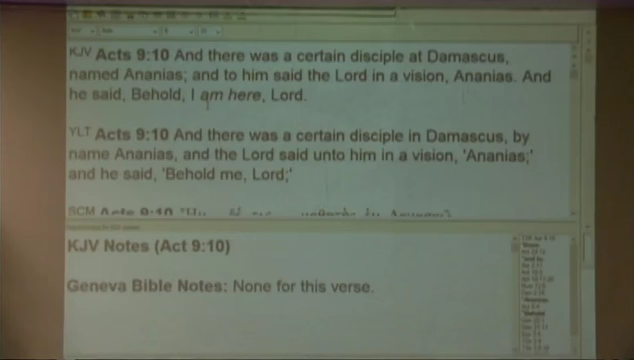 KJV Acts 9:10 And there was a certain disciple at Damascus,
named Ananias; and to him said the Lord in a vision, Ananias. And
he said, Behold, I am here, Lord.
YLT Acts 9:10 And there was a certain disciple in Damascus, by
name Ananias, and the Lord said unto him in a vision, 'Ananias;'
and he said, 'Behold me, Lord;'
Acts 9:10
KJV Notes (Act 9:10)
Geneva Bible Notes: None for this verse.